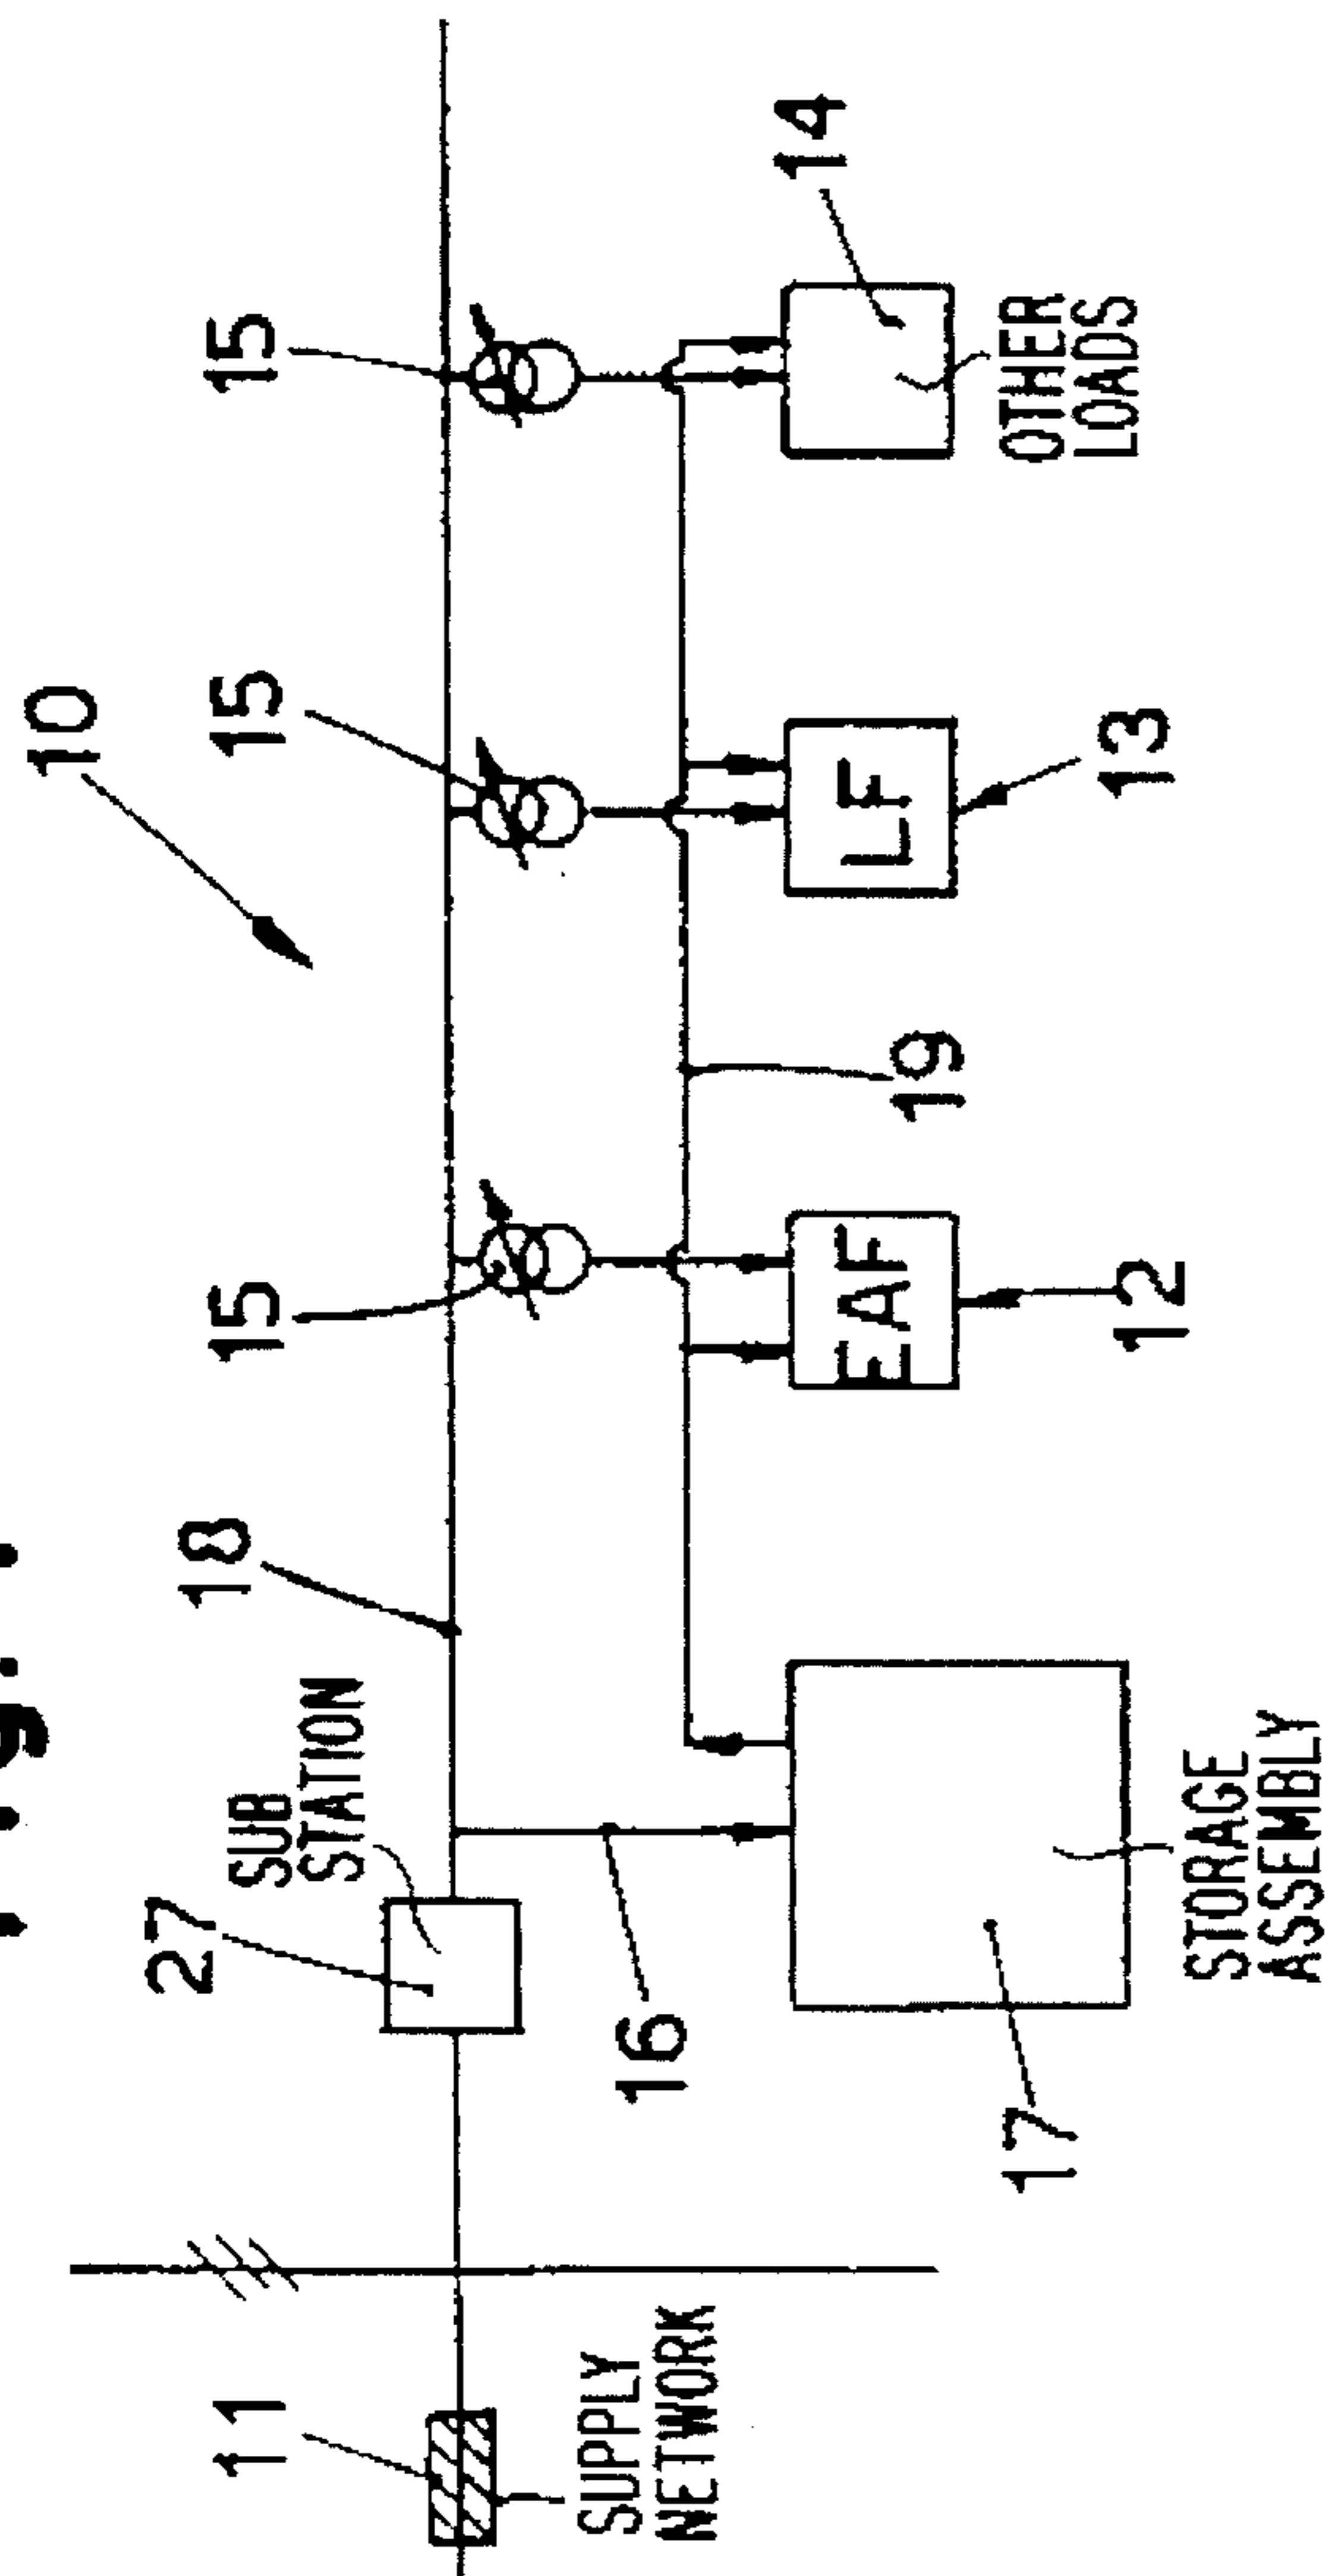 10
15
15
15
18
27
SUB
STATION
11
SUPPLY
NETWORK
16
17
STORAGE
ASSEMBLY
EAF
12
19
LF
13
14
OTHER
LOADS